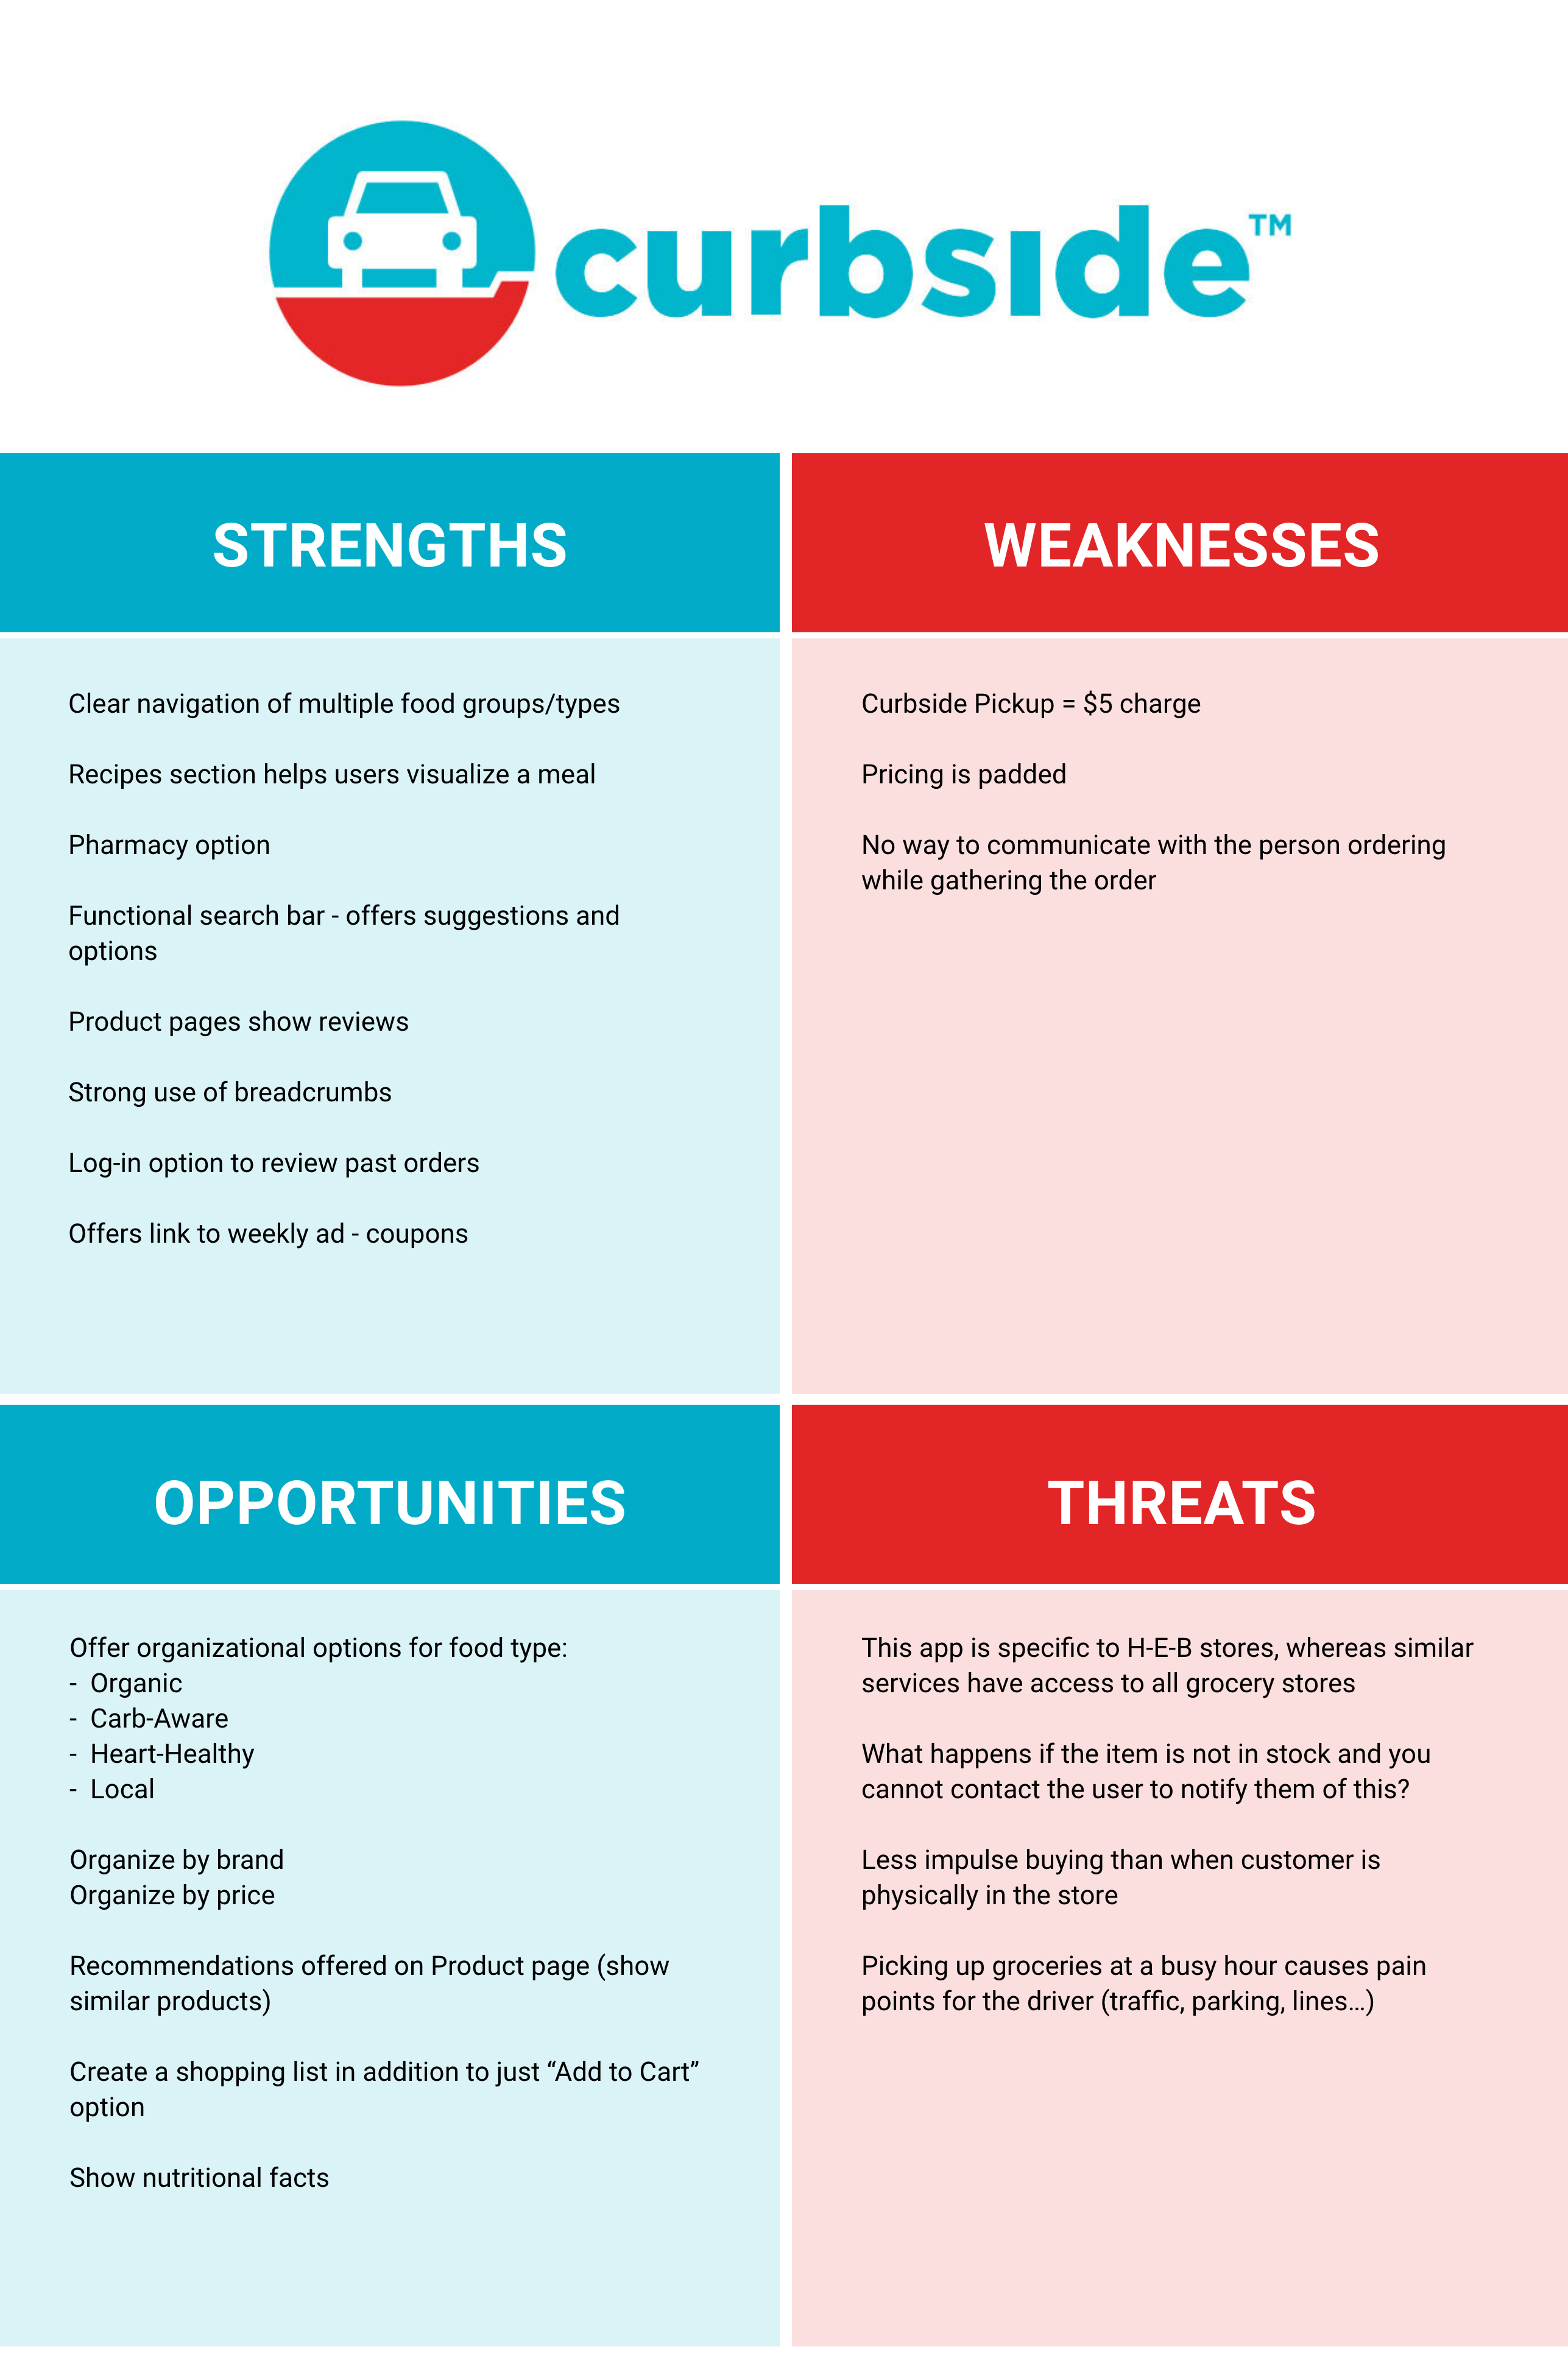 curbside™
STRENGTHS
Clear navigation of multiple food groups/types
Recipes section helps users visualize a meal
Pharmacy option
Functional search bar - offers suggestions and
options
Product pages show reviews
Strong use of breadcrumbs
Log-in option to review past orders
Offers link to weekly ad - coupons
WEAKNESSES
Curbside Pickup = $5 charge
Pricing is padded
No way to communicate with the person ordering
while gathering the order
OPPORTUNITIES
Offer organizational options for food type:
- Organic
- Carb-Aware
- Heart-Healthy
- Local
Organize by brand
Organize by price
Recommendations offered on Product page (show
similar products)
Create a shopping list in addition to just “Add to Cart”
option
Show nutritional facts
THREATS
This app is specific to H-E-B stores, whereas similar
services have access to all grocery stores
What happens if the item is not in stock and you
cannot contact the user to notify them of this?
Less impulse buying than when customer is
physically in the store
Picking up groceries at a busy hour causes pain
points for the driver (traffic, parking, lines…)